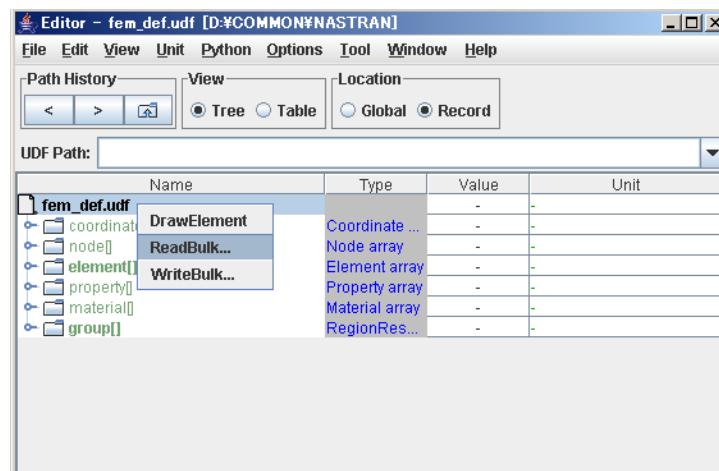 Editor - fem_def.udf [D:¥COMMON¥NASTRAN]
File Edit View Unit Python Options Tool Window Help
Path History View Location
< > Tree Table Global Record
UDF Path:
Name Type Value Unit
fem_def.udf - -
coordinat Coordinate ... - -
node[] Node array - -
element[] Element array - -
property[] Property array - -
material[] Material array - -
group[] RegionRes... - -
DrawElement
ReadBulk...
WriteBulk...